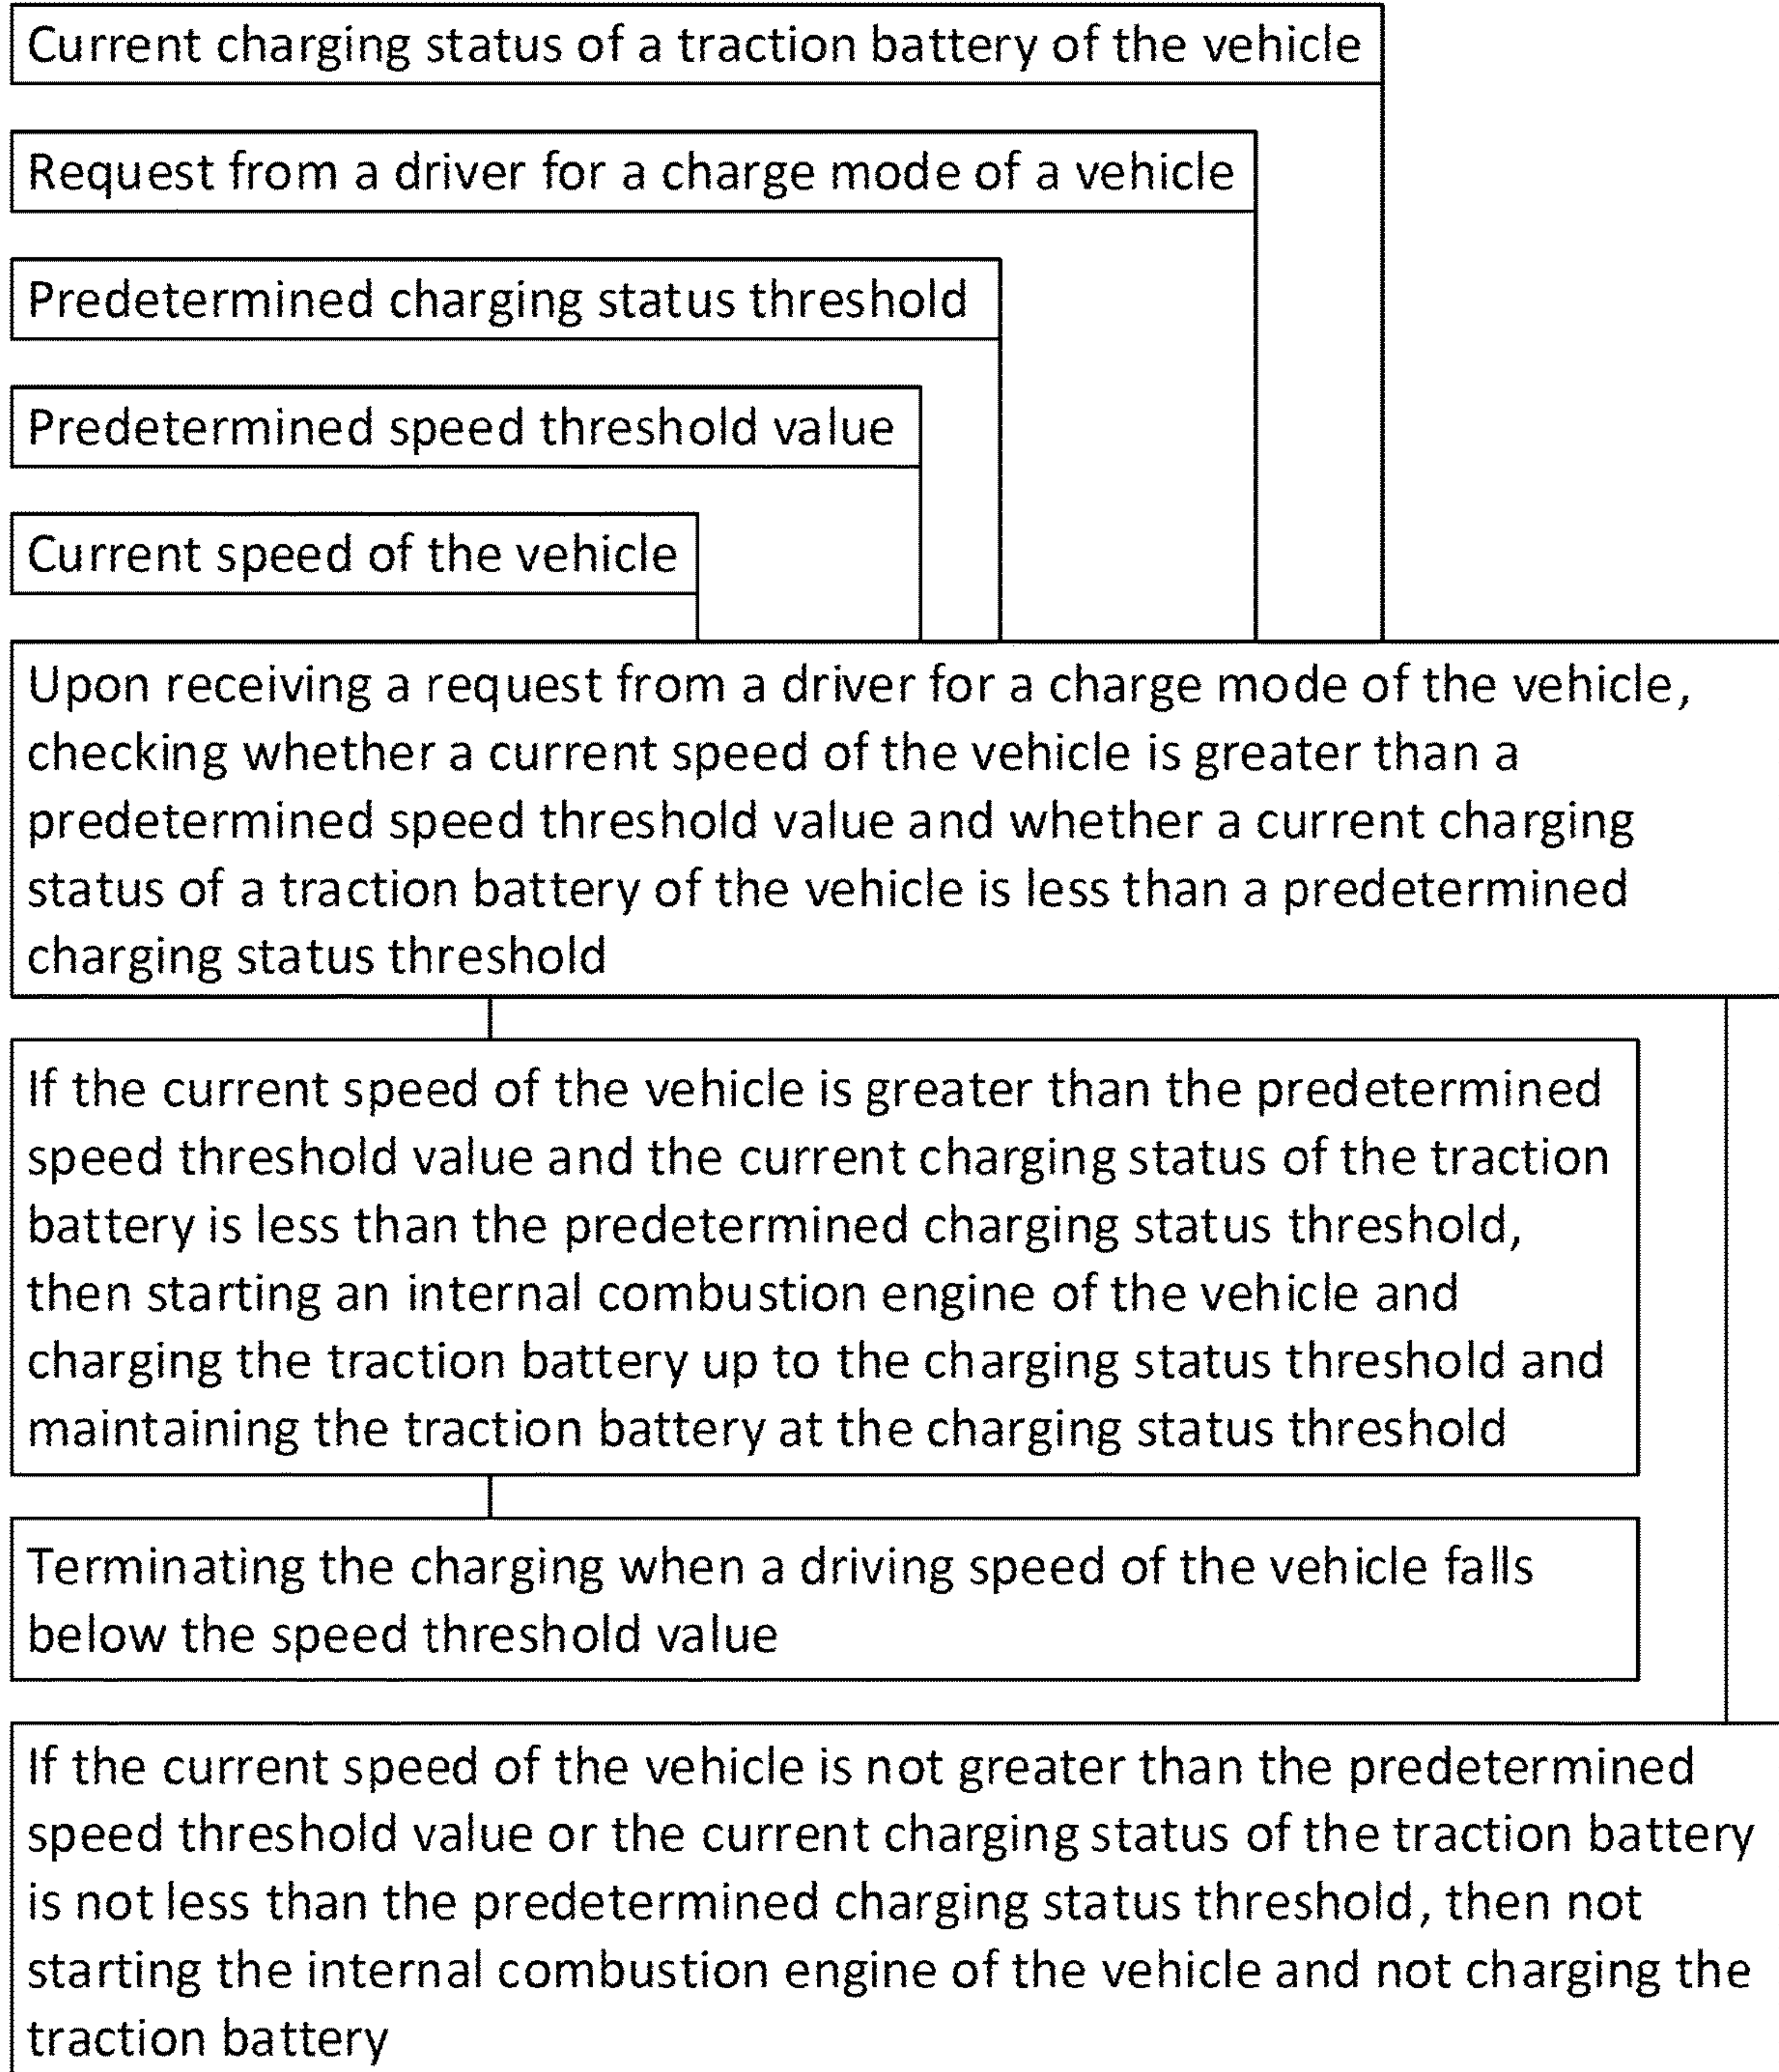 Current charging status of a traction battery of the vehicle
Request from a driver for a charge mode of a vehicle
Predetermined charging status threshold
Predetermined speed threshold value
Current speed of the vehicle
Upon receiving a request from a driver for a charge mode of the vehicle,
checking whether a current speed of the vehicle is greater than a
predetermined speed threshold value and whether a current charging
status of a traction battery of the vehicle is less than a predetermined
charging status threshold
If the current speed of the vehicle is greater than the predetermined
speed threshold value and the current charging status of the traction
battery is less than the predetermined charging status threshold,
then starting an internal combustion engine of the vehicle and
charging the traction battery up to the charging status threshold and
maintaining the traction battery at the charging status threshold
Terminating the charging when a driving speed of the vehicle falls
below the speed threshold value
If the current speed of the vehicle is not greater than the predetermined
speed threshold value or the current charging status of the traction battery
is not less than the predetermined charging status threshold, then not
starting the internal combustion engine of the vehicle and not charging the
traction battery